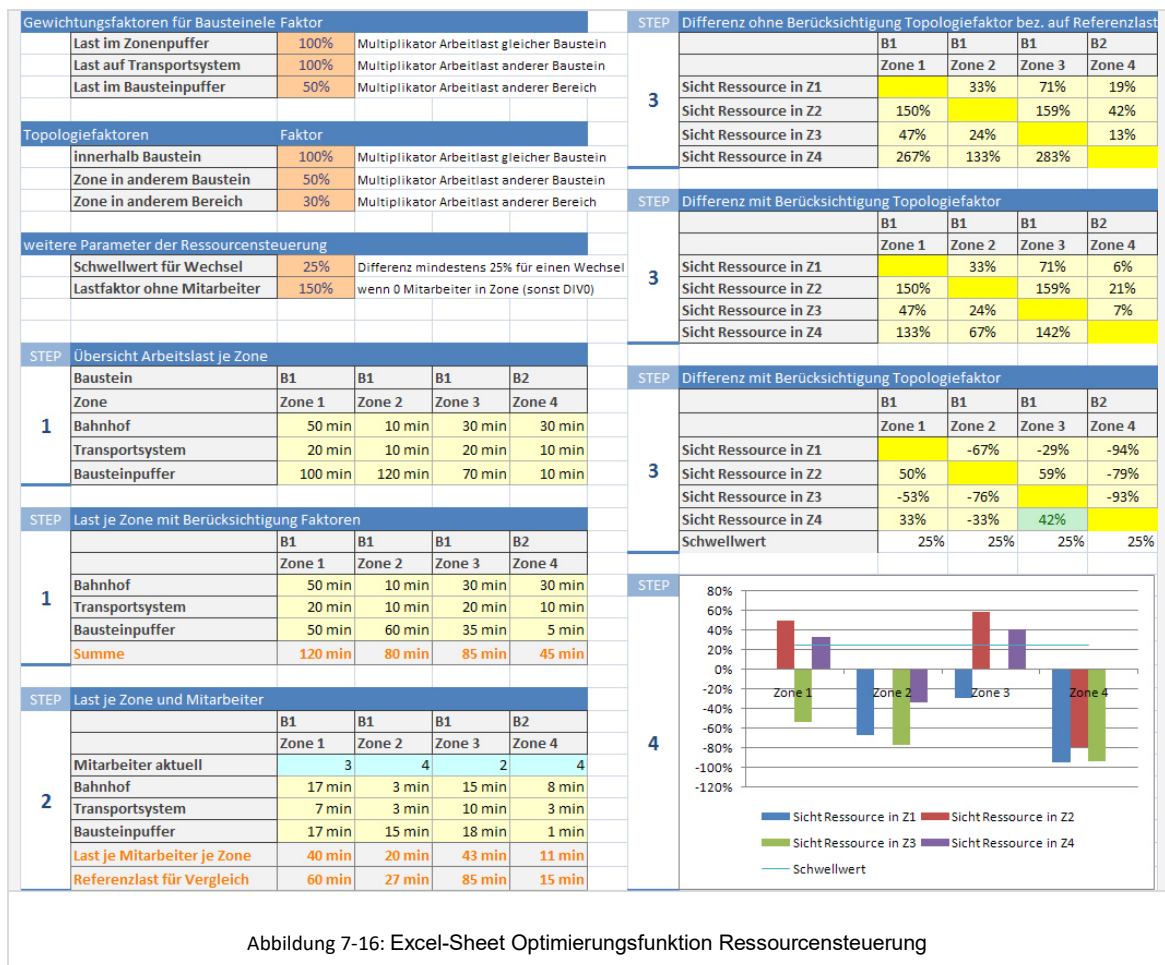 Gewichtungsfaktoren für Bausteinele Faktor
Last im Zonenpuffer 100% Multiplikator Arbeitlast gleicher Baustein
Last auf Transportsystem 100% Multiplikator Arbeitlast anderer Baustein
Last im Bausteinpuffer 50% Multiplikator Arbeitlast anderer Bereich
Topologiefaktoren Faktor
innerhalb Baustein 100% Multiplikator Arbeitlast gleicher Baustein
Zone in anderem Baustein 50% Multiplikator Arbeitlast anderer Baustein
Zone in anderem Bereich 30% Multiplikator Arbeitlast anderer Bereich
weitere Parameter der Ressourcensteuerung
Schwellwert für Wechsel 25% Differenz mindestens 25% für einen Wechsel
Lastfaktor ohne Mitarbeiter 150% wenn 0 Mitarbeiter in Zone (sonst DIV0)
STEP Übersicht Arbeitslast je Zone
Baustein B1 B1 B1 B2
Zone Zone 1 Zone 2 Zone 3 Zone 4
1 Bahnhof 50 min 10 min 30 min 30 min
Transportsystem 20 min 10 min 20 min 10 min
Bausteinpuffer 100 min 120 min 70 min 10 min
STEP Last je Zone mit Berücksichtigung Faktoren
B1 B1 B1 B2
Zone 1 Zone 2 Zone 3 Zone 4
Bahnhof 50 min 10 min 30 min 30 min
1 Transportsystem 20 min 10 min 20 min 10 min
Bausteinpuffer 50 min 60 min 35 min 5 min
Summe 120 min 80 min 85 min 45 min
STEP Last je Zone und Mitarbeiter
B1 B1 B1 B2
Zone 1 Zone 2 Zone 3 Zone 4
Mitarbeiter aktuell 3 4 2 4
Bahnhof 17 min 3 min 15 min 8 min
2 Transportsystem 7 min 3 min 10 min 3 min
Bausteinpuffer 17 min 15 min 18 min 1 min
Last je Mitarbeiter je Zone 40 min 20 min 43 min 11 min
Referenzlast für Vergleich 60 min 27 min 85 min 15 min
STEP Differenz ohne Berücksichtigung Topologiefaktor bez. auf Referenzlast
B1 B1 B1 B2
Zone 1 Zone 2 Zone 3 Zone 4
Sicht Ressource in Z1 33% 71% 19%
3 Sicht Ressource in Z2 150% 159% 42%
Sicht Ressource in Z3 47% 24% 13%
Sicht Ressource in Z4 267% 133% 283%
STEP Differenz mit Berücksichtigung Topologiefaktor
B1 B1 B1 B2
Zone 1 Zone 2 Zone 3 Zone 4
Sicht Ressource in Z1 33% 71% 6%
3 Sicht Ressource in Z2 150% 159% 21%
Sicht Ressource in Z3 47% 24% 7%
Sicht Ressource in Z4 133% 67% 142%
STEP Differenz mit Berücksichtigung Topologiefaktor
B1 B1 B1 B2
Zone 1 Zone 2 Zone 3 Zone 4
Sicht Ressource in Z1 -67% -29% -94%
3 Sicht Ressource in Z2 50% 59% -79%
Sicht Ressource in Z3 -53% -76% -93%
Sicht Ressource in Z4 33% -33% 42%
Schwellwert 25% 25% 25% 25%
STEP
4
80%
60%
40%
20%
0%
-20%
-40%
-60%
-80%
-100%
-120%
Zone 1 Zone 2 Zone 3 Zone 4
Sicht Ressource in Z1 Sicht Ressource in Z2
Sicht Ressource in Z3 Sicht Ressource in Z4
Schwellwert
Abbildung 7-16: Excel-Sheet Optimierungsfunktion Ressourcensteuerung